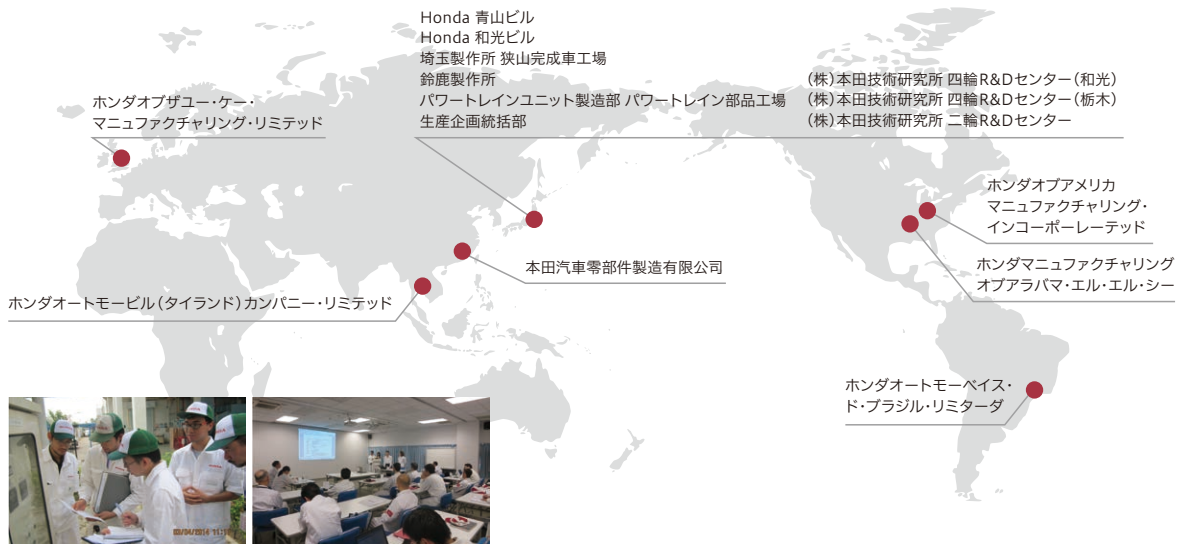 Honda 青山ビル
Honda 和光ビル
埼玉製作所 狭山完成車工場
鈴鹿製作所
パワートレインユニット製造部 パワートレイン部品工場
生産企画統括部
(株)本田技術研究所 四輪R&Dセンター(和光)
(株)本田技術研究所 四輪R&Dセンター(栃木)
(株)本田技術研究所 二輪R&Dセンター
ホンダオブザユー・ケー・
マニュファクチャリング・リミテッド
ホンダオブアメリカ
マニュファクチャリング・
インコーポレーテッド
本田汽車零部件製造有限公司
ホンダマニュファクチャリング
オブアラバマ・エル・エル・シー
ホンダオートモービル(タイランド)カンパニー・リミテッド
ホンダオートモーベイス・
ド・ブラジル・リミターダ